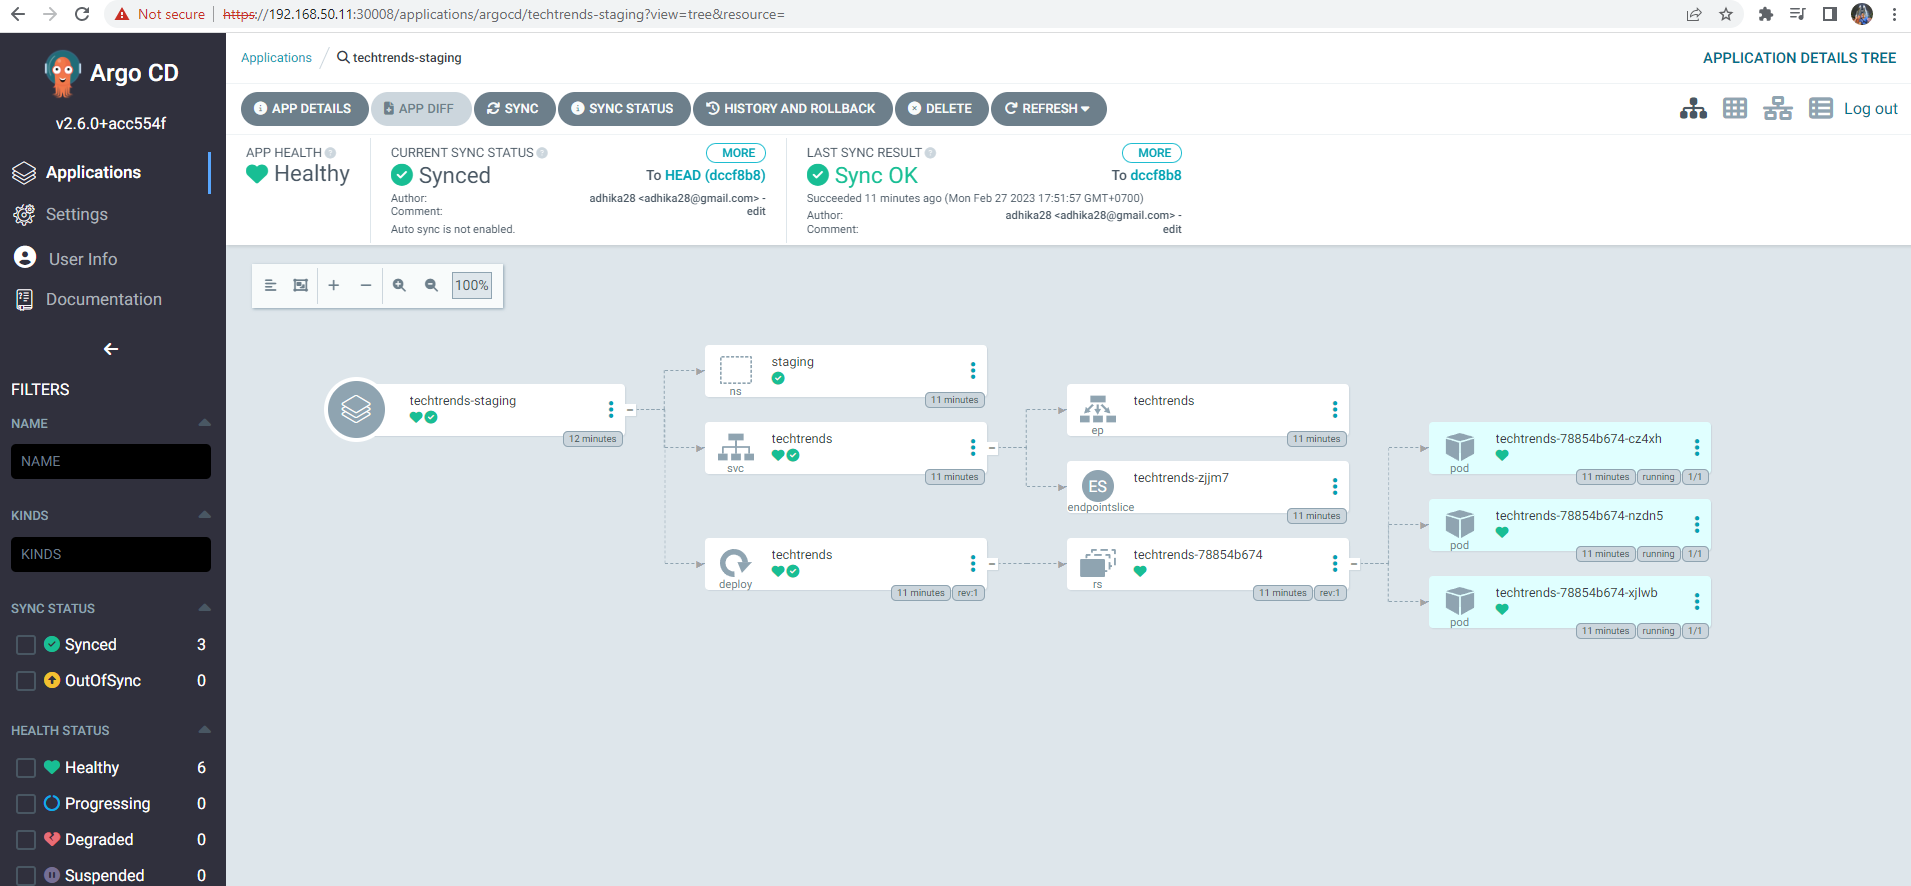 Not secure | https://192.168.50.11:30008/applications/argocd/techtrends-staging?view=tree&resource=
Argo CD
v2.6.0+acc554f
Applications
Settings
User Info
Documentation
FILTERS
NAME
NAME
KINDS
KINDS
SYNC STATUS
Synced 3
OutOfSync 0
HEALTH STATUS
Healthy 6
Progressing 0
Degraded 0
Suspended 0
Applications / techtrends-staging
APPLICATION DETAILS TREE
APP DETAILS
APP DIFF
SYNC
SYNC STATUS
HISTORY AND ROLLBACK
DELETE
REFRESH
Log out
APP HEALTH
Healthy
CURRENT SYNC STATUS
MORE
Synced
To HEAD (dccf8b8)
Author: adhika28 <adhika28@gmail.com> -
Comment: edit
Auto sync is not enabled.
LAST SYNC RESULT
MORE
Sync OK
To dccf8b8
Succeeded 11 minutes ago (Mon Feb 27 2023 17:51:57 GMT+0700)
Author: adhika28 <adhika28@gmail.com> -
Comment: edit
100%
techtrends-staging
12 minutes
staging
ns
11 minutes
techtrends
svc
11 minutes
techtrends
deploy
11 minutes rev:1
techtrends
ep
11 minutes
ES
techtrends-zjjm7
endpointslice
11 minutes
techtrends-78854b674
rs
11 minutes rev:1
techtrends-78854b674-cz4xh
pod
11 minutes running 1/1
techtrends-78854b674-nzdn5
pod
11 minutes running 1/1
techtrends-78854b674-xjlwb
pod
11 minutes running 1/1